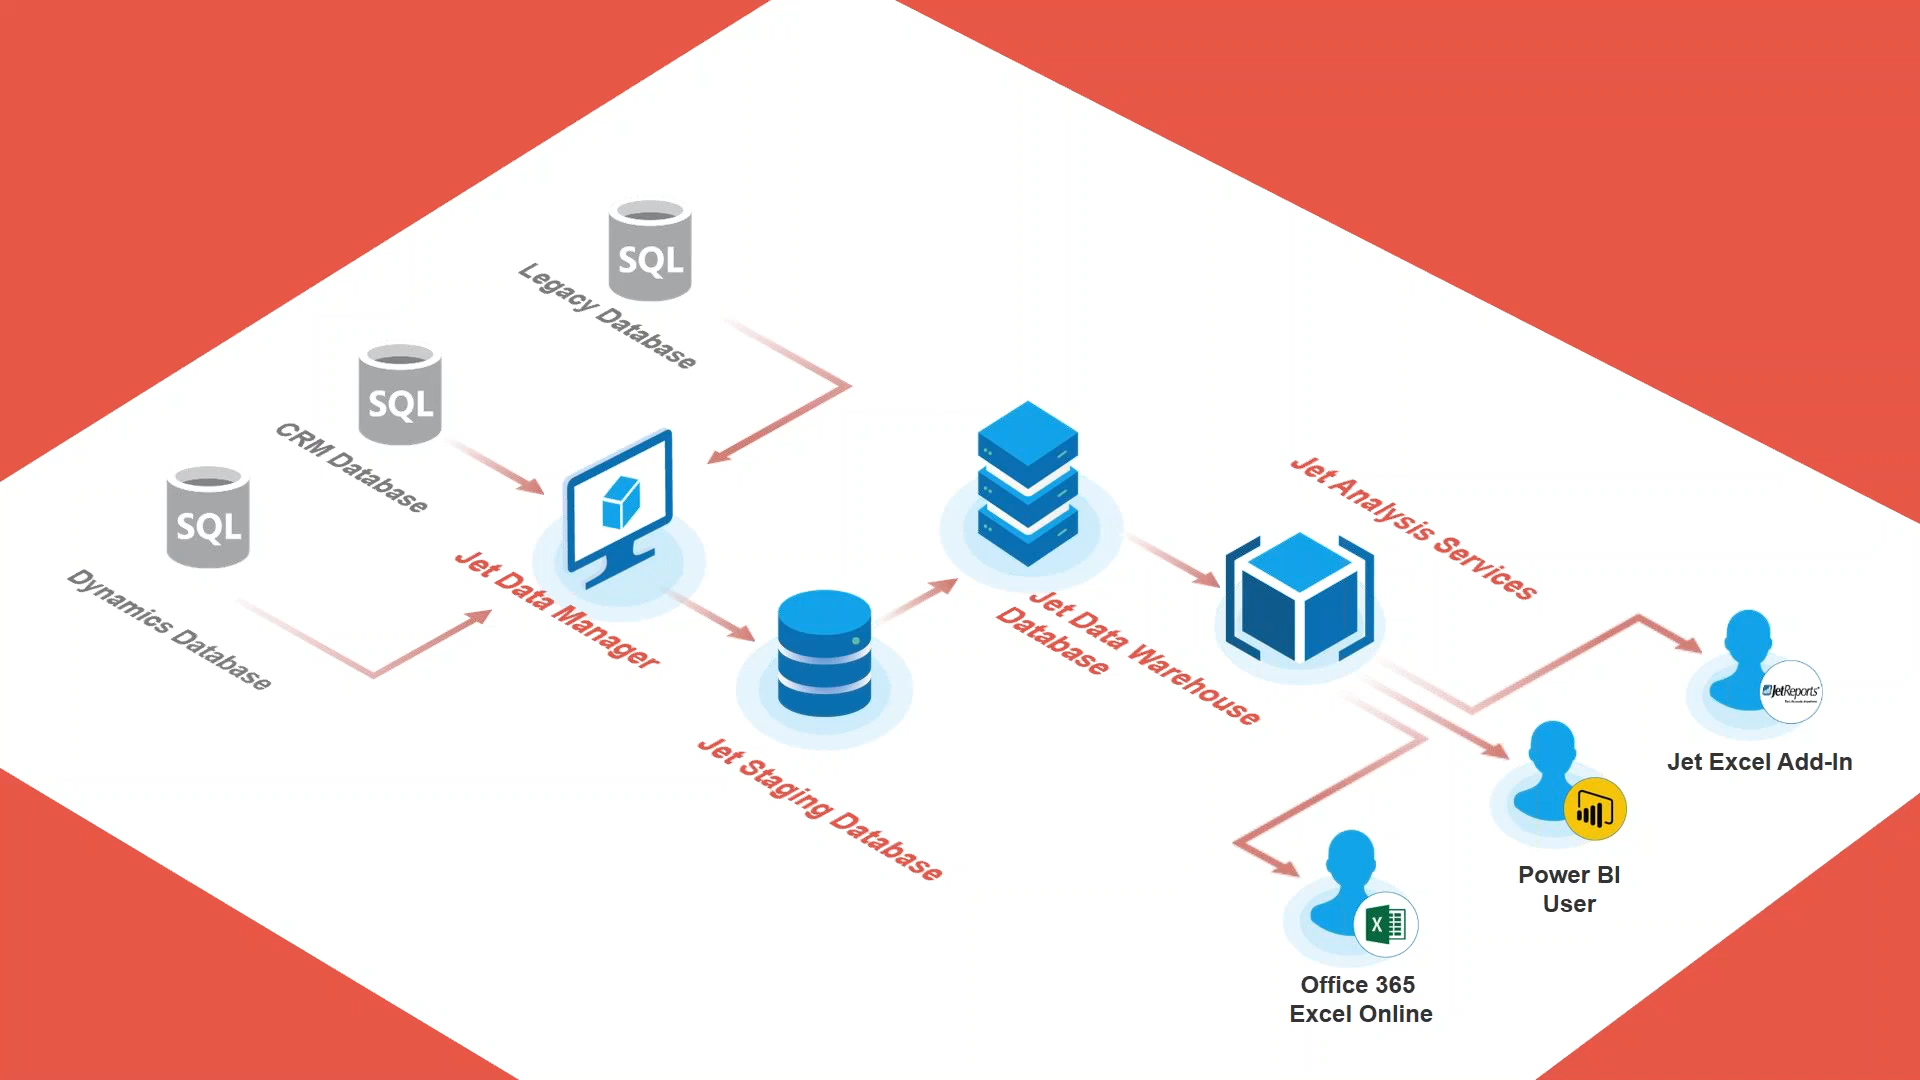 SQL
Legacy Database
SQL
CRM Database
SQL
Dynamics Database
Jet Data Manager
Jet Staging Database
Jet Data Warehouse
Database
Jet Analysis Services
JetReports
Jet Excel Add-In
Power BI
User
X
Office 365
Excel Online